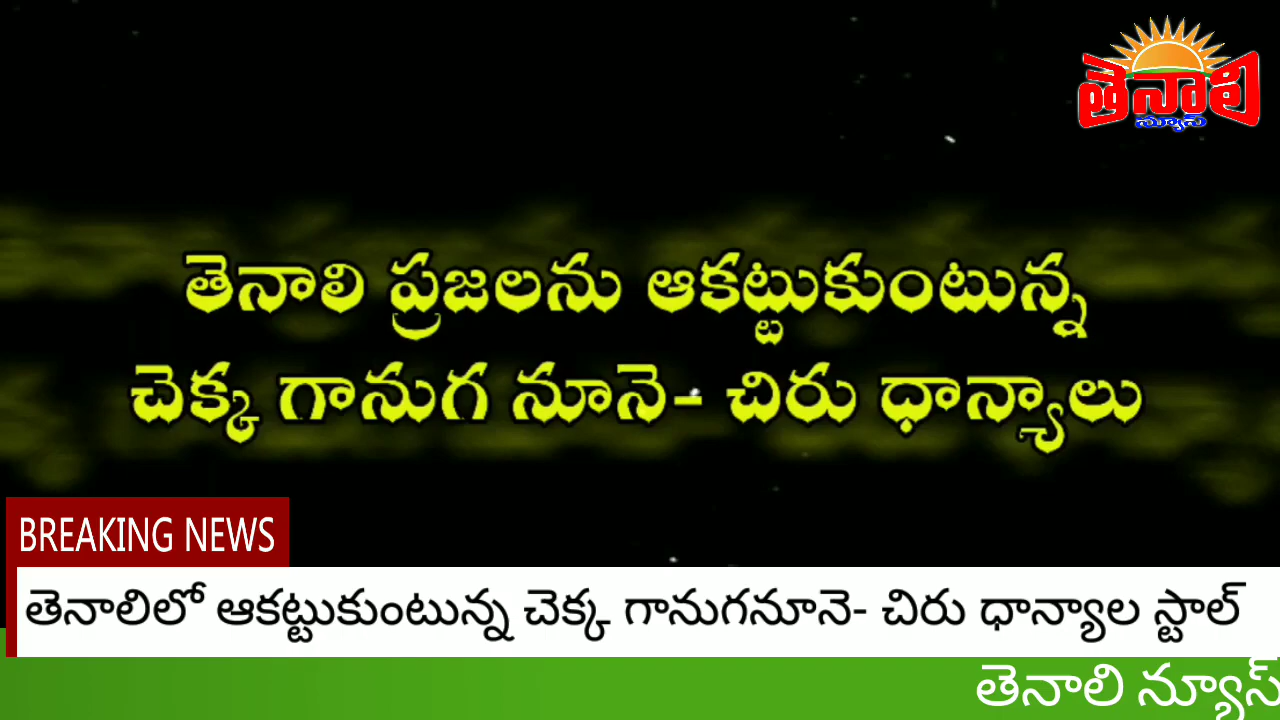 తెనాలి
న్యూస్
తెనాలి ప్రజలను ఆకట్టుకుంటున్న
చెక్క గానుగ నూనె- చిరు ధాన్యాలు
BREAKING NEWS
తెనాలిలో ఆకట్టుకుంటున్న చెక్క గానుగనూనె- చిరు ధాన్యాల స్టాల్
తెనాలి న్యూస్